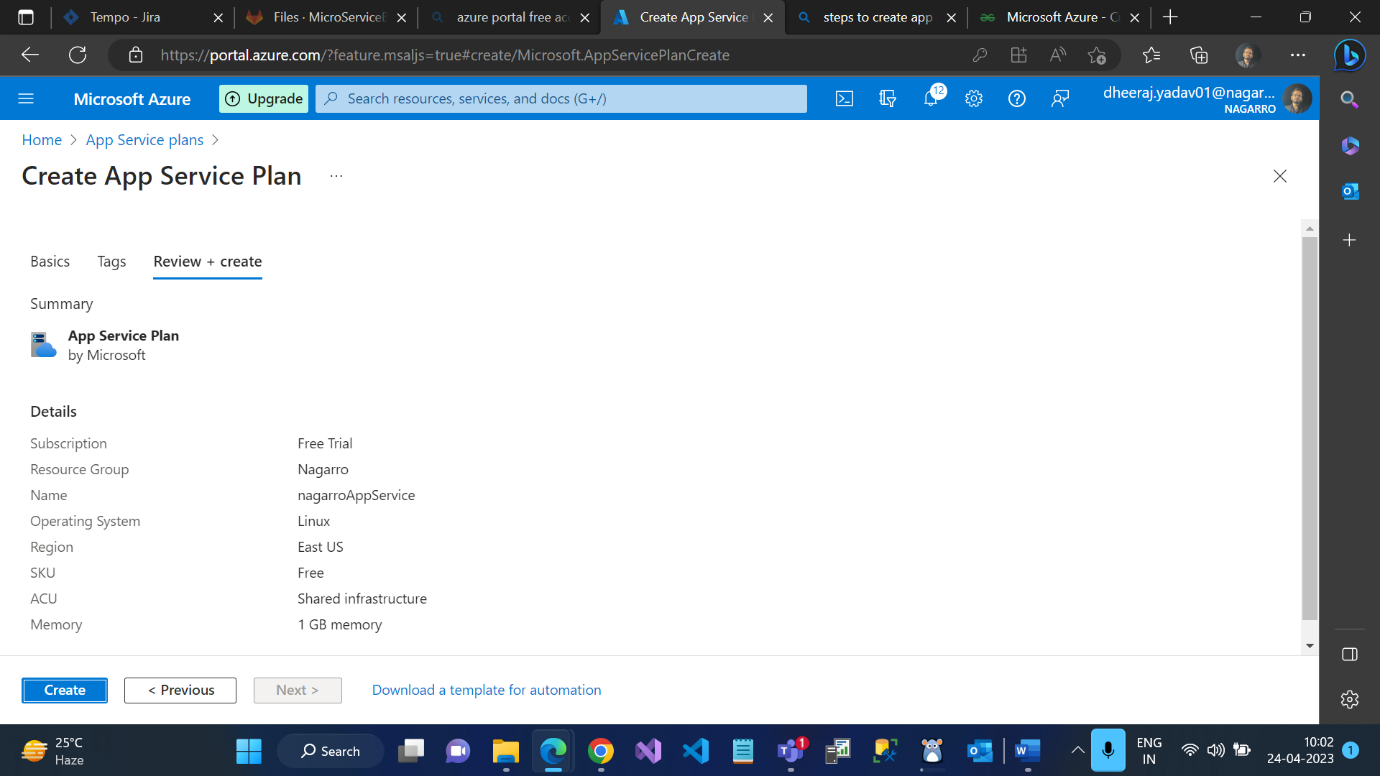 Tempo - Jira
Files · MicroServiceE
azure portal free ac
Create App Service
steps to create app
Microsoft Azure - C
https://portal.azure.com/?feature.msaljs=true#create/Microsoft.AppServicePlanCreate
Microsoft Azure
Upgrade
Search resources, services, and docs (G+/)
12
dheeraj.yadav01@nagar...
NAGARRO
Home > App Service plans >
Create App Service Plan ...
Basics Tags Review + create
Summary
App Service Plan
by Microsoft
Details
Subscription Free Trial
Resource Group Nagarro
Name nagarroAppService
Operating System Linux
Region East US
SKU Free
ACU Shared infrastructure
Memory 1 GB memory
Create < Previous Next > Download a template for automation
25°C
Haze
Search
1
ENG
IN
10:02
24-04-2023
1